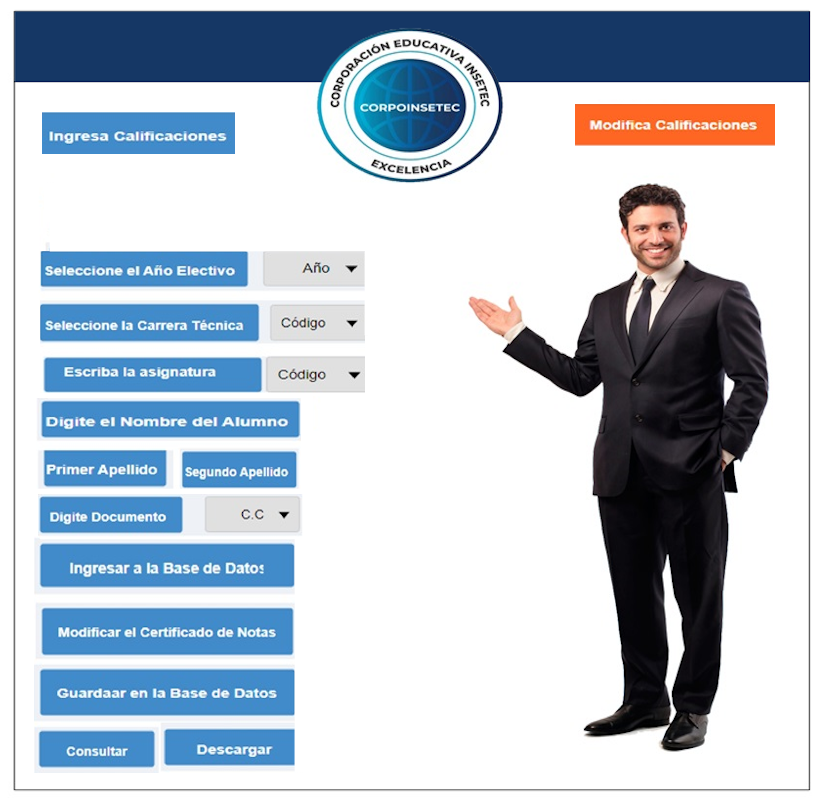 CORPORACIÓN EDUCATIVA INSETEC
CORPOINSETEC
EXCELENCIA
Ingresa Calificaciones
Modifica Calificaciones
Seleccione el Año Electivo
Año
Seleccione la Carrera Técnica
Código
Escriba la asignatura
Código
Digite el Nombre del Alumno
Primer Apellido
Segundo Apellido
Digite Documento
C.C
Ingresar a la Base de Datos
Modificar el Certificado de Notas
Guardaar en la Base de Datos
Consultar
Descargar